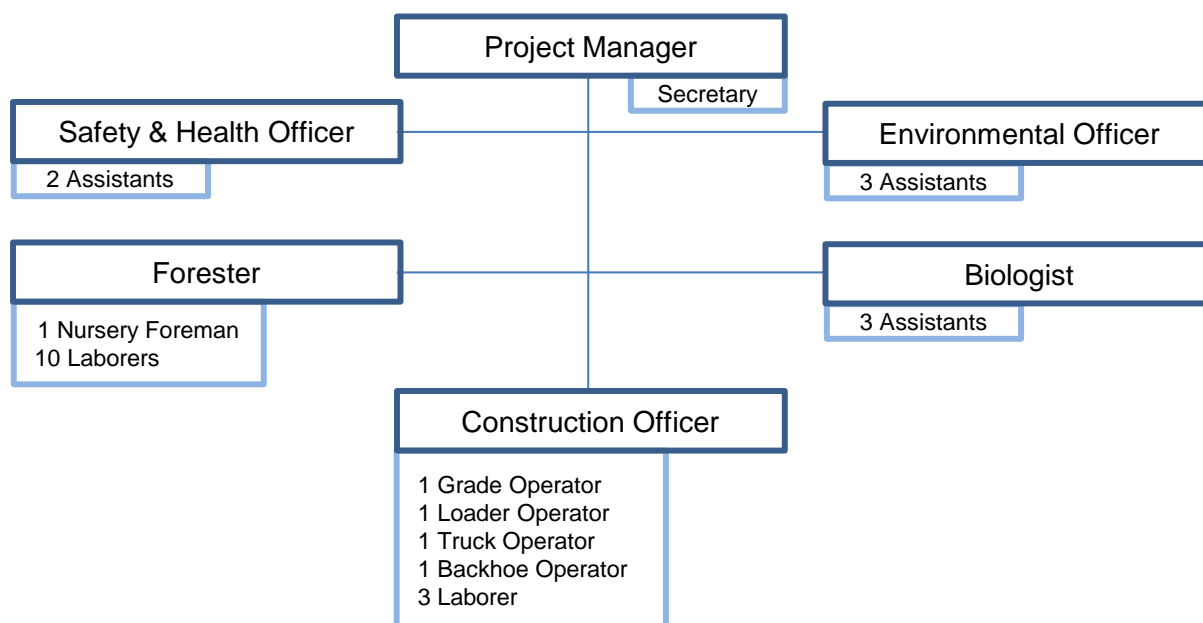 Project Manager
Secretary
Safety & Health Officer
2 Assistants
Environmental Officer
3 Assistants
Forester
1 Nursery Foreman
10 Laborers
Biologist
3 Assistants
Construction Officer
1 Grade Operator
1 Loader Operator
1 Truck Operator
1 Backhoe Operator
3 Laborer